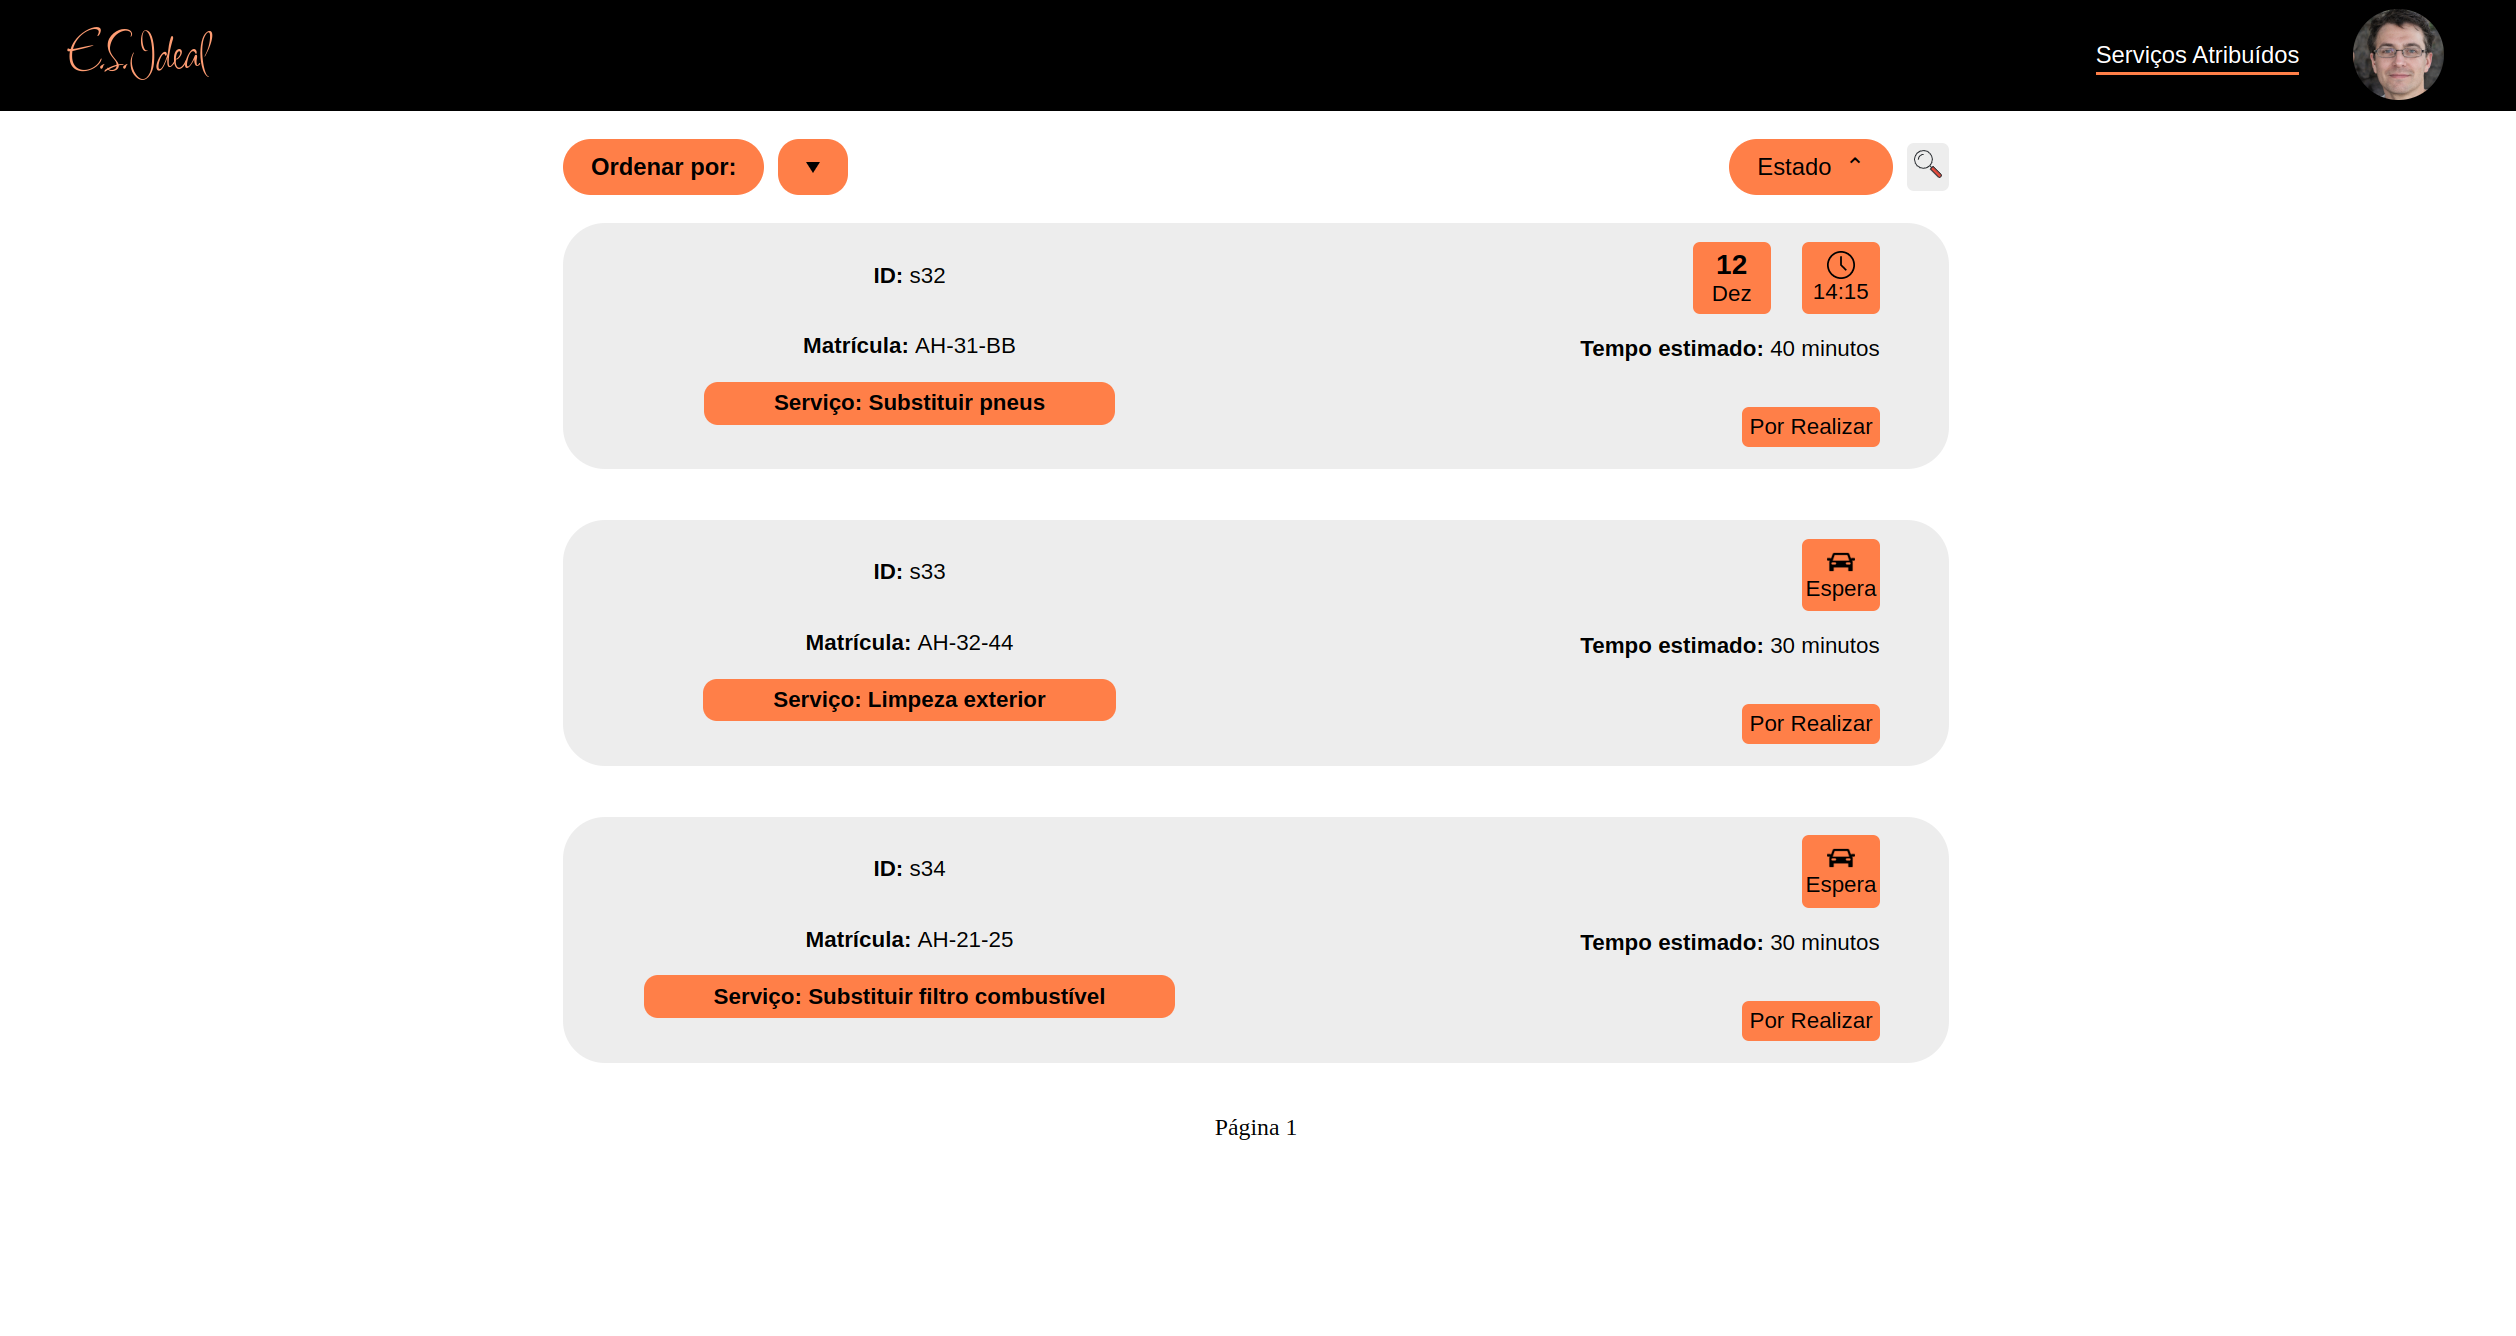 E.S.Ideal
Serviços Atribuídos
Ordenar por:
Estado
ID: s32
12
Dez
14:15
Matrícula: AH-31-BB
Tempo estimado: 40 minutos
Serviço: Substituir pneus
Por Realizar
ID: s33
Espera
Matrícula: AH-32-44
Tempo estimado: 30 minutos
Serviço: Limpeza exterior
Por Realizar
ID: s34
Espera
Matrícula: AH-21-25
Tempo estimado: 30 minutos
Serviço: Substituir filtro combustível
Por Realizar
Página 1